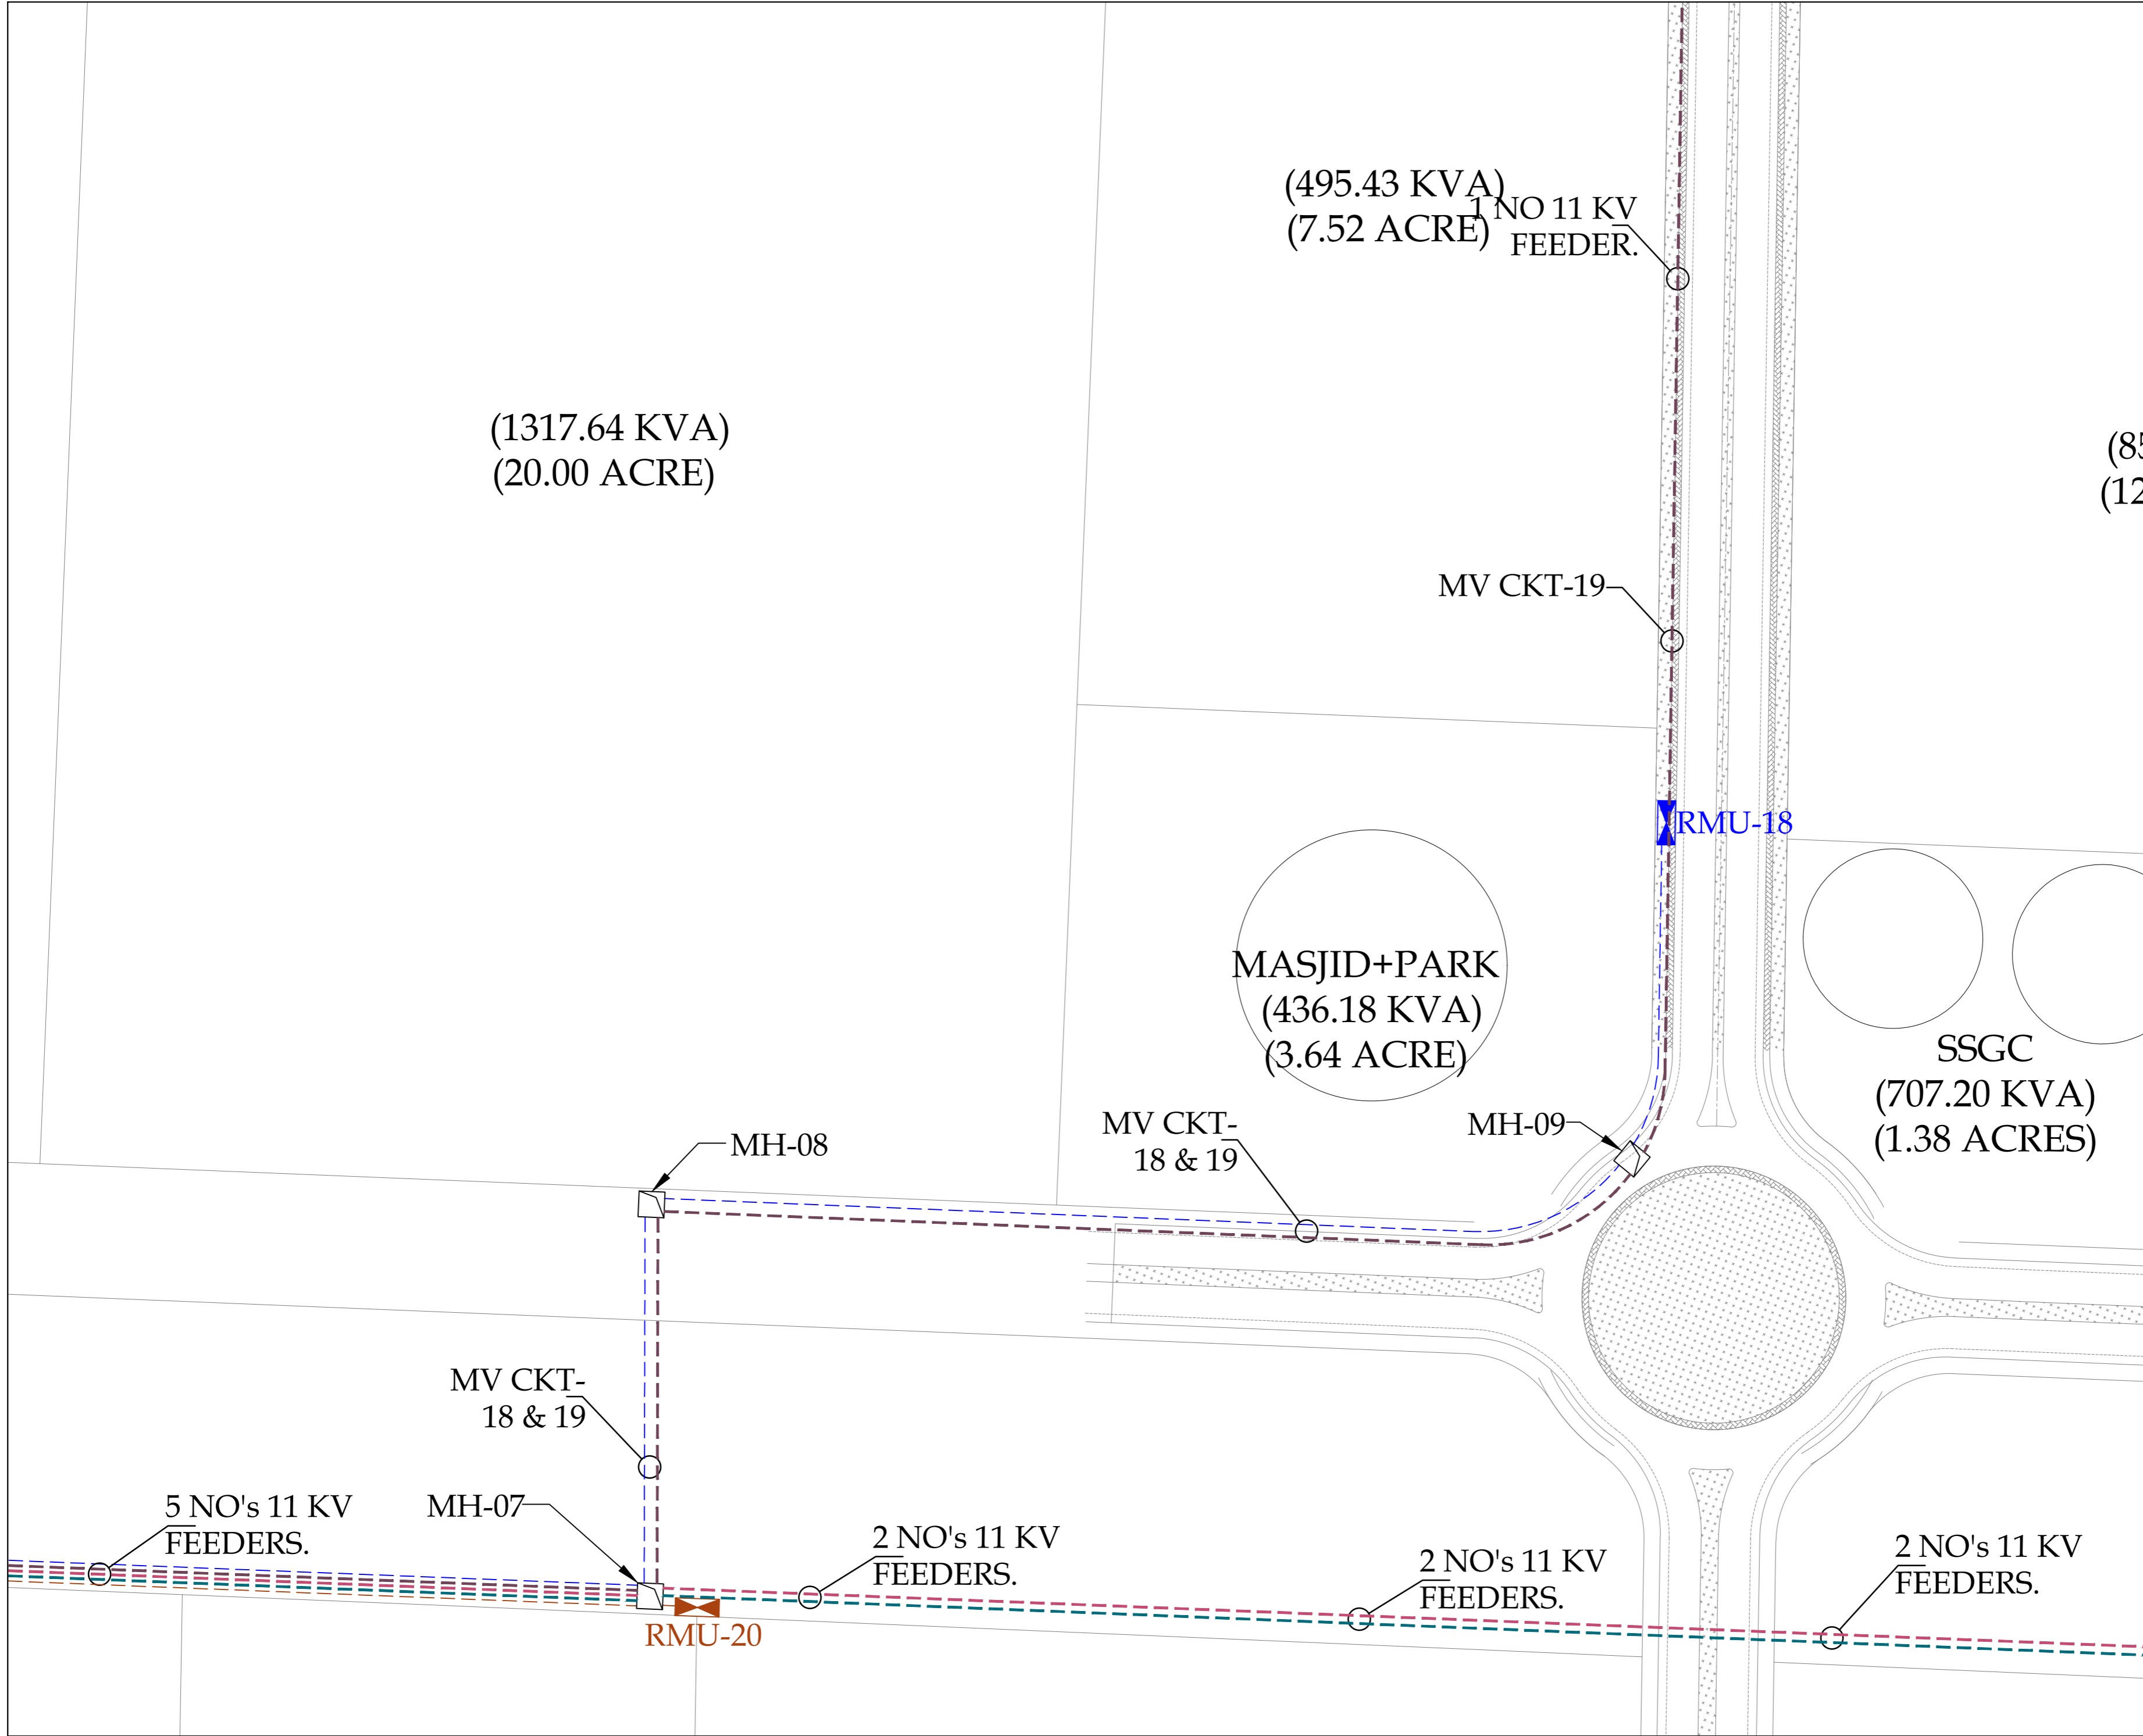 (495.43 KVA)
(7.52 ACRE)
1 NO 11 KV
FEEDER.
(1317.64 KVA)
(20.00 ACRE)
(85
(12
MV CKT-19
RMU-18
MASJID+PARK
(436.18 KVA)
(3.64 ACRE)
SSGC
(707.20 KVA)
(1.38 ACRES)
MH-08
MV CKT-
18 & 19
MH-09
MV CKT-
18 & 19
5 NO's 11 KV
FEEDERS.
MH-07
2 NO's 11 KV
FEEDERS.
2 NO's 11 KV
FEEDERS.
2 NO's 11 KV
FEEDERS.
RMU-20